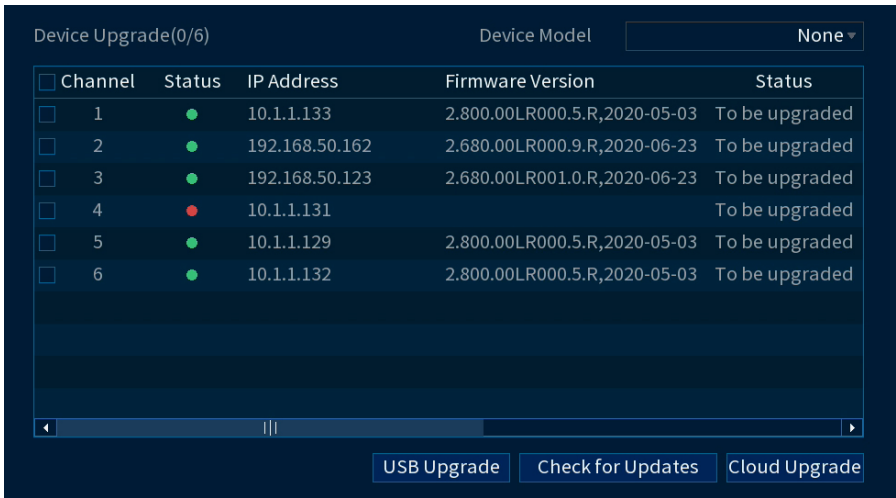 Device Upgrade(0/6) Device Model None
Channel Status IP Address Firmware Version Status
1 10.1.1.133 2.800.00LR000.5.R,2020-05-03 To be upgraded
2 192.168.50.162 2.680.00LR000.9.R,2020-06-23 To be upgraded
3 192.168.50.123 2.680.00LR001.0.R,2020-06-23 To be upgraded
4 10.1.1.131 To be upgraded
5 10.1.1.129 2.800.00LR000.5.R,2020-05-03 To be upgraded
6 10.1.1.132 2.800.00LR000.5.R,2020-05-03 To be upgraded
USB Upgrade Check for Updates Cloud Upgrade